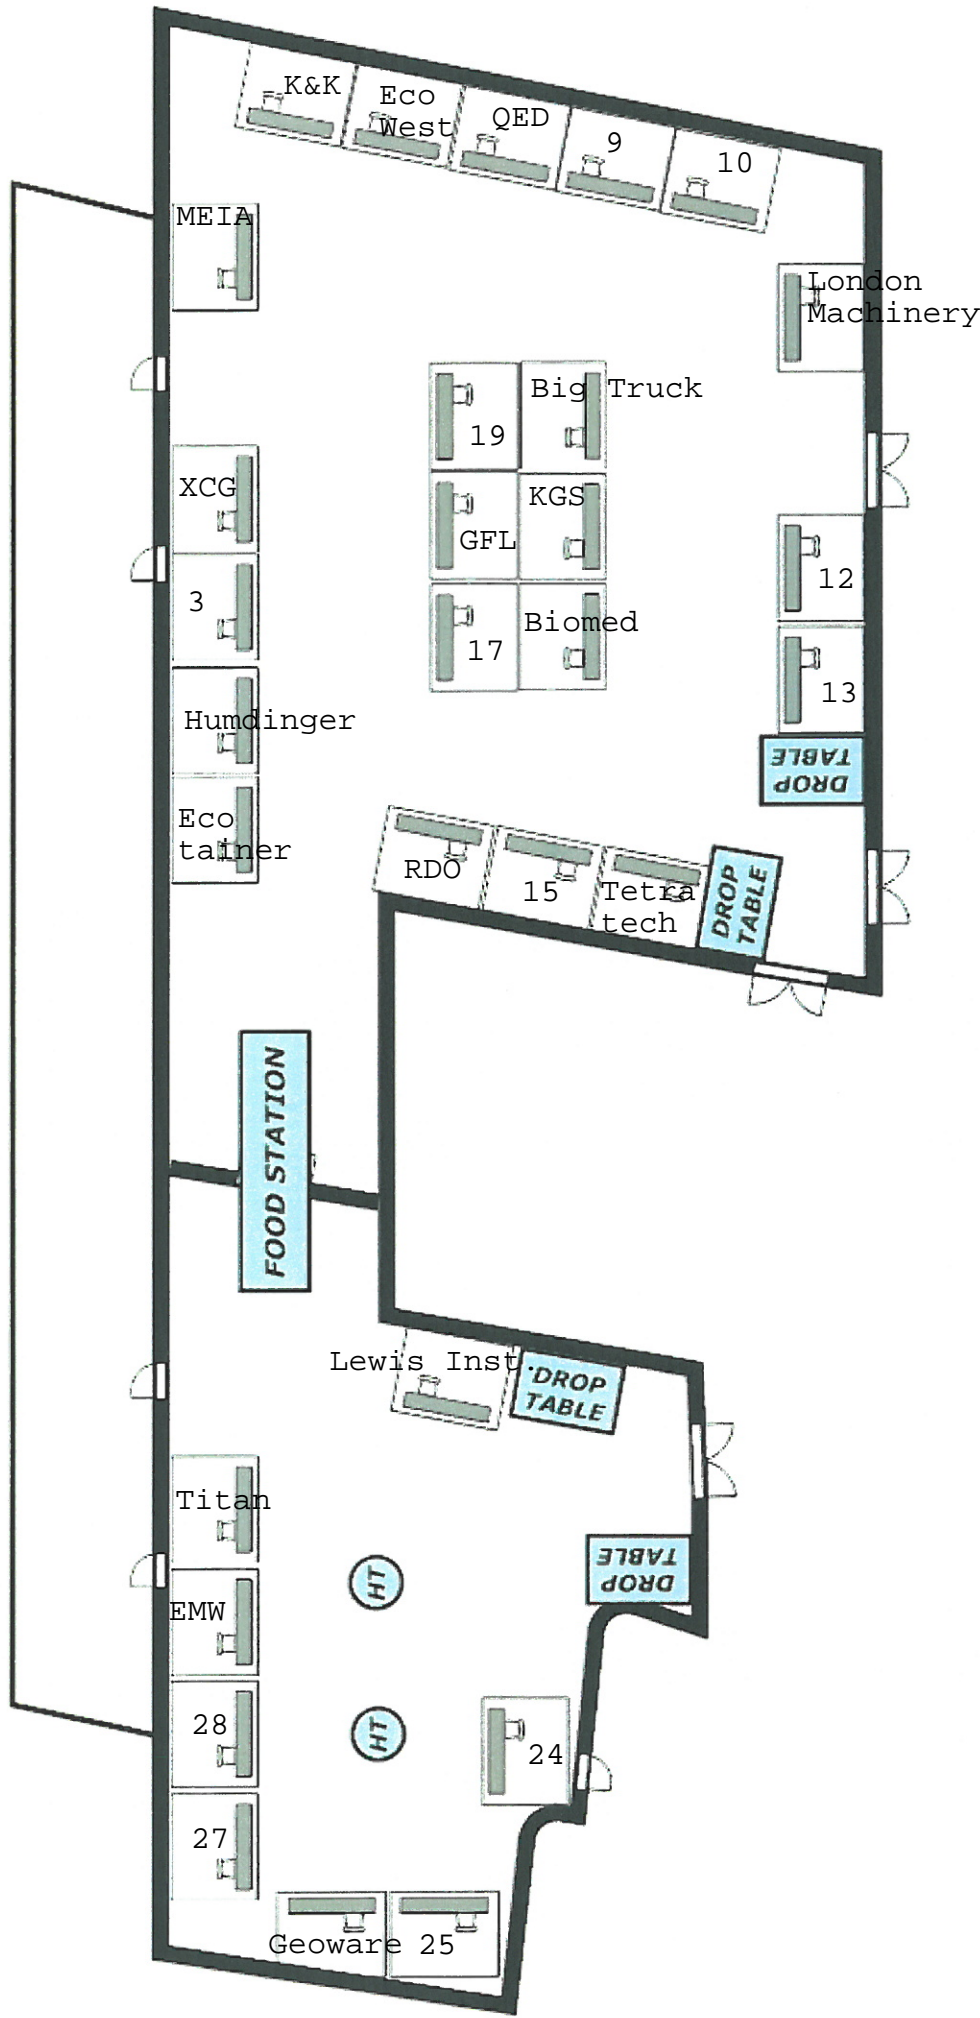 K&K
Eco
West
QED
9
10
MEIA
London
Machinery
Big Truck
19
XCG
KGS
GFL
12
3
Biomed
17
13
Humdinger
DROP
TABLE
Eco
tainer
RDO
15
Tetra
tech
DROP
TABLE
FOOD STATION
Lewis Inst.
DROP
TABLE
Titan
DROP
TABLE
HT
EMW
28
HT
24
27
Geoware
25